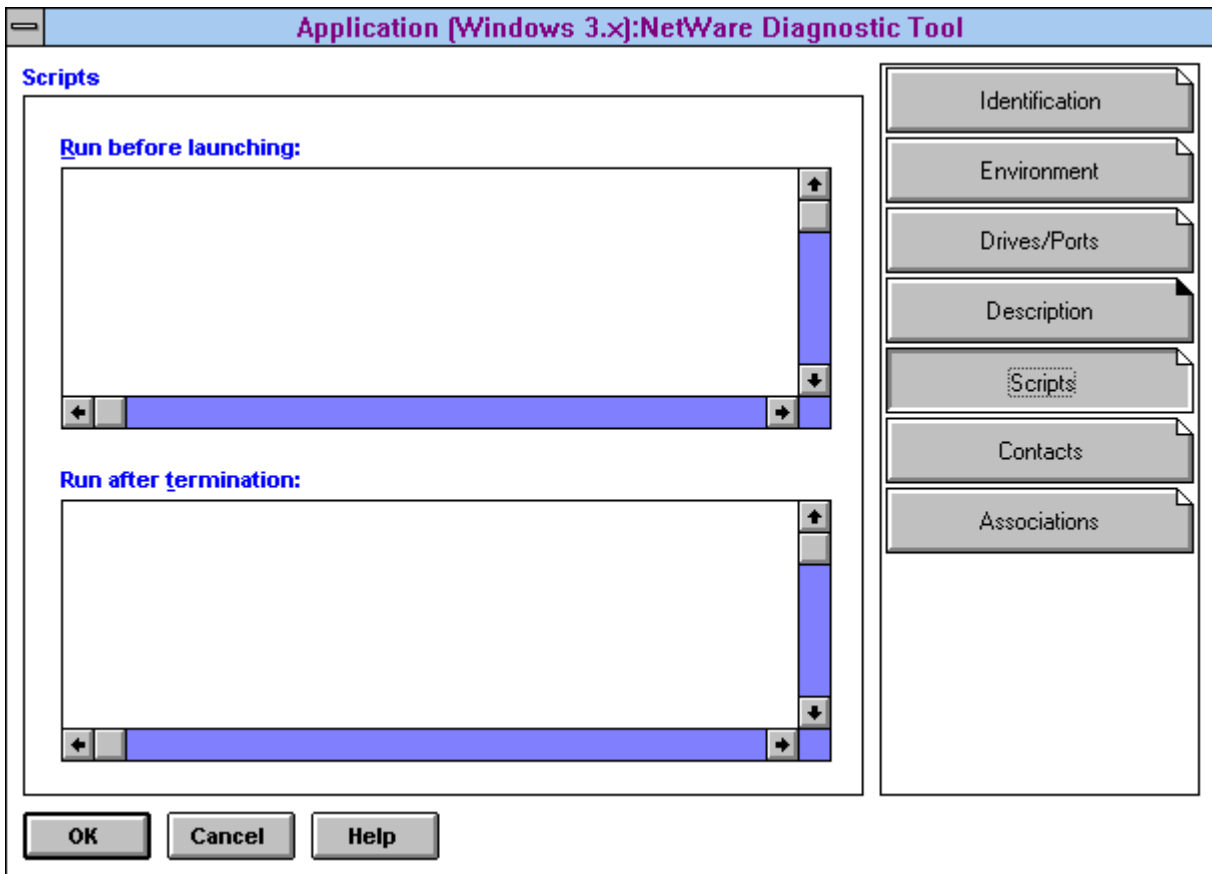 Application (Windows 3.x):NetWare Diagnostic Tool
Scripts
Run before launching:
Run after termination:
Identification
Environment
Drives/Ports
Description
Scripts
Contacts
Associations
OK
Cancel
Help